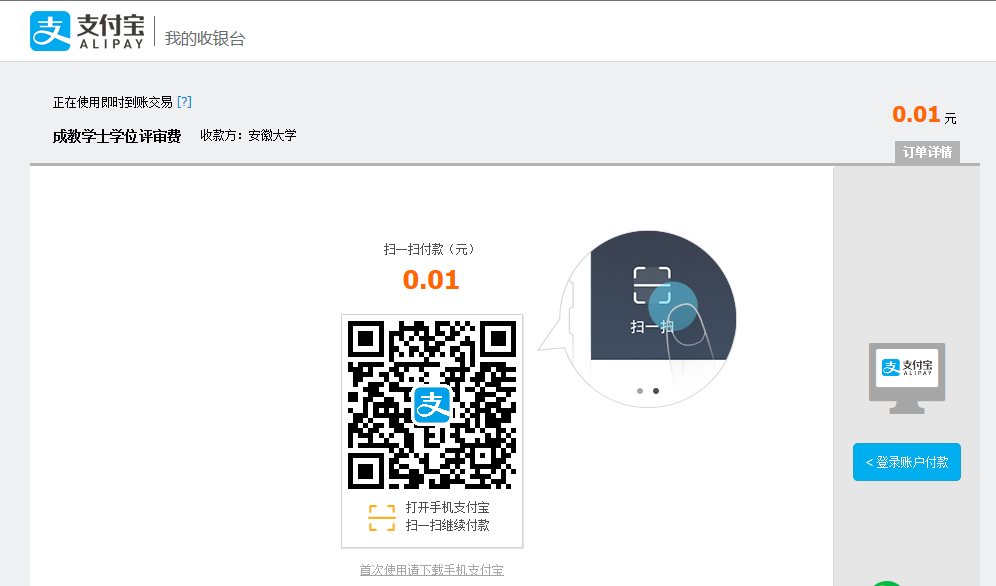 支付宝
ALIPAY
我的收银台
正在使用即时到账交易 [?]
成教学士学位评审费 收款方：安徽大学
0.01 元
订单详情
扫一扫付款（元）
0.01
扫一扫
支
支付宝
ALIPAY
< 登录账户付款
打开手机支付宝
扫一扫继续付款
首次使用请下载手机支付宝